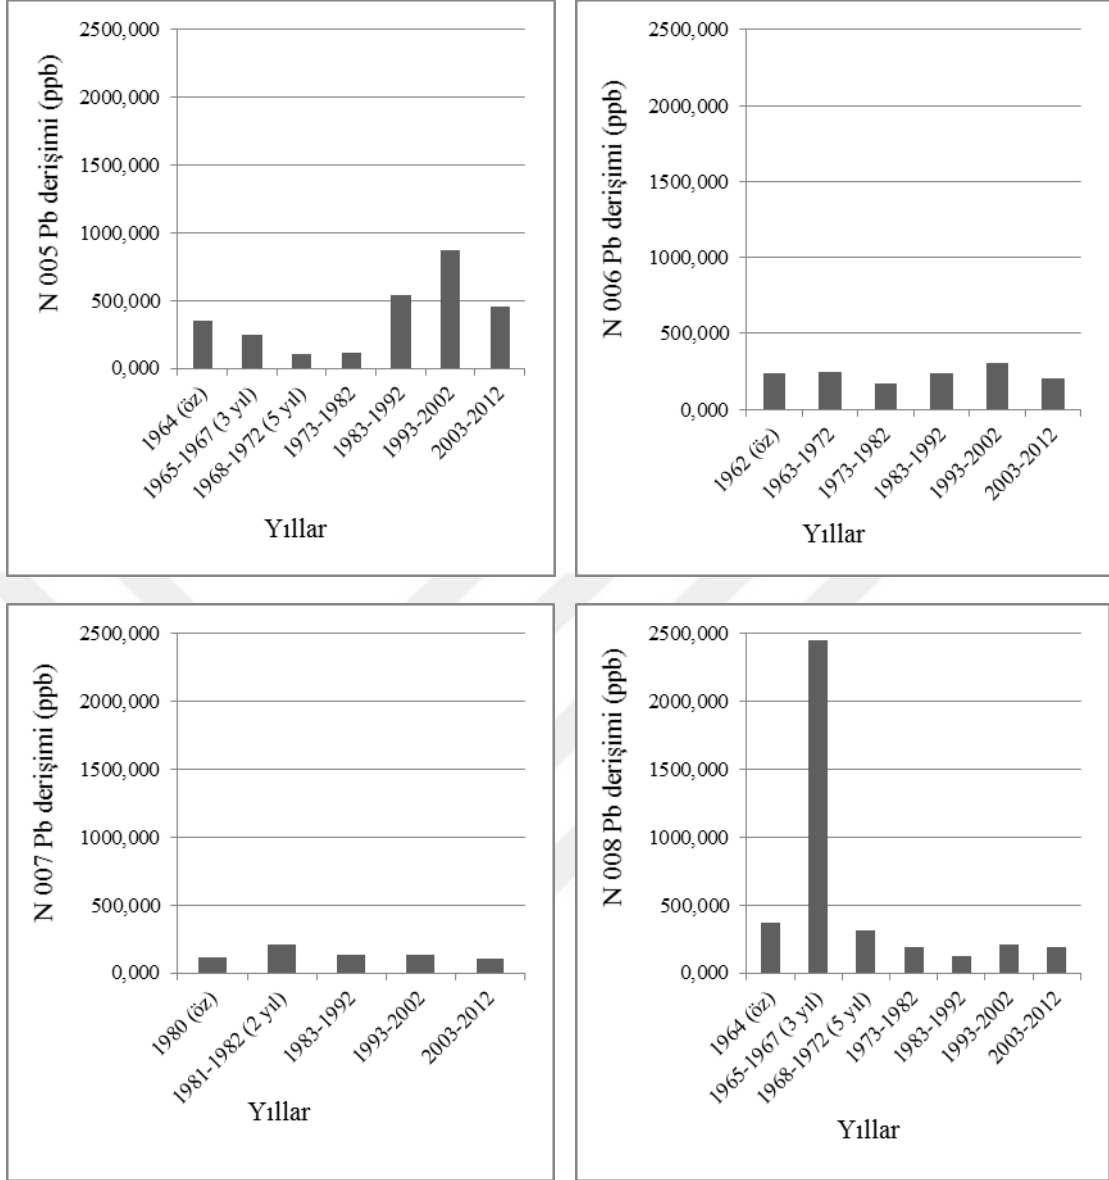 N 005 Pb derişimi (ppb)
2500,000
2000,000
1500,000
1000,000
500,000
0,000
1964 (öz)
1965-1967 (3 yıl)
1968-1972 (5 yıl)
1973-1982
1983-1992
1993-2002
2003-2012
Yıllar
N 006 Pb derişimi (ppb)
2500,000
2000,000
1500,000
1000,000
500,000
0,000
1962 (öz)
1963-1972
1973-1982
1983-1992
1993-2002
2003-2012
Yıllar
N 007 Pb derişimi (ppb)
2500,000
2000,000
1500,000
1000,000
500,000
0,000
1980 (öz)
1981-1982 (2 yıl)
1983-1992
1993-2002
2003-2012
Yıllar
N 008 Pb derişimi (ppb)
2500,000
2000,000
1500,000
1000,000
500,000
0,000
1964 (öz)
1965-1967 (3 yıl)
1968-1972 (5 yıl)
1973-1982
1983-1992
1993-2002
2003-2012
Yıllar